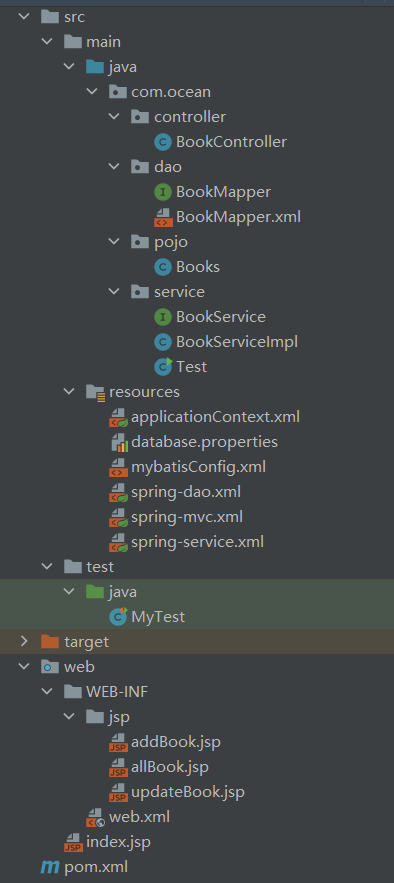 src
main
java
com.ocean
controller
BookController
dao
BookMapper
BookMapper.xml
pojo
Books
service
BookService
BookServiceImpl
Test
resources
applicationContext.xml
database.properties
mybatisConfig.xml
spring-dao.xml
spring-mvc.xml
spring-service.xml
test
java
MyTest
target
web
WEB-INF
jsp
addBook.jsp
allBook.jsp
updateBook.jsp
web.xml
index.jsp
pom.xml